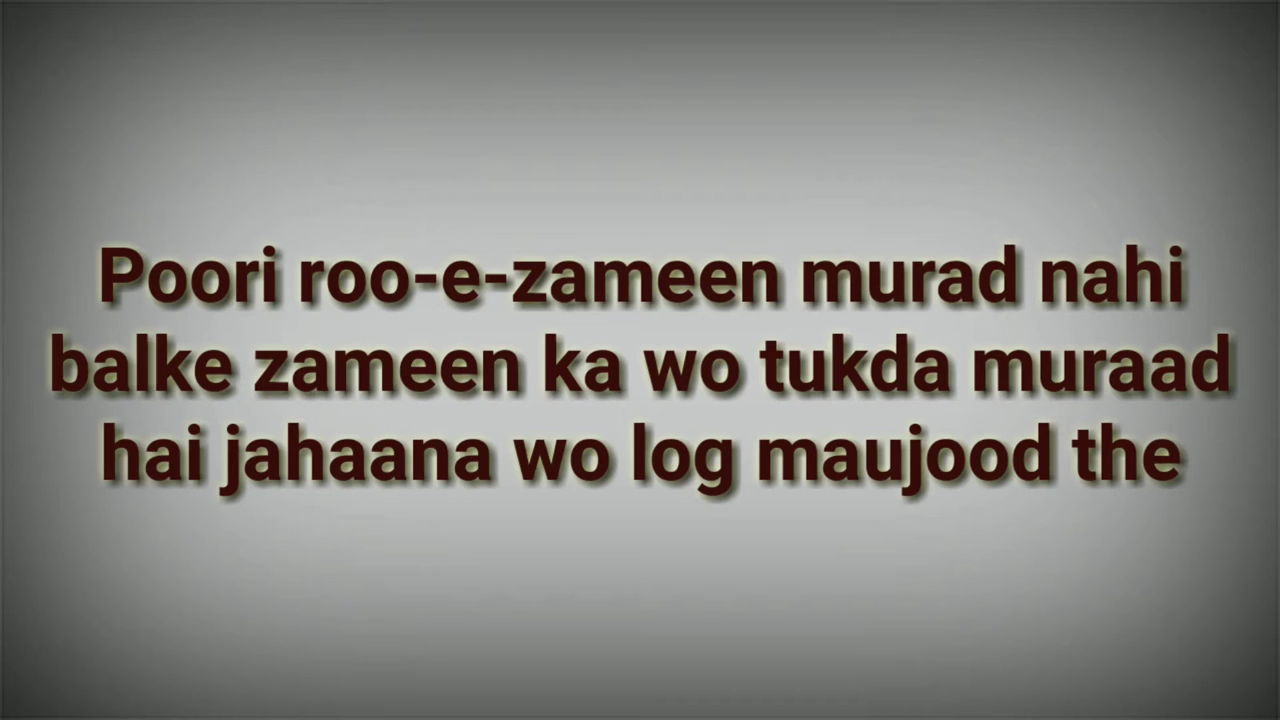 Poori roo-e-zameen murad nahi
balke zameen ka wo tukda muraad
hai jahaana wo log maujood the